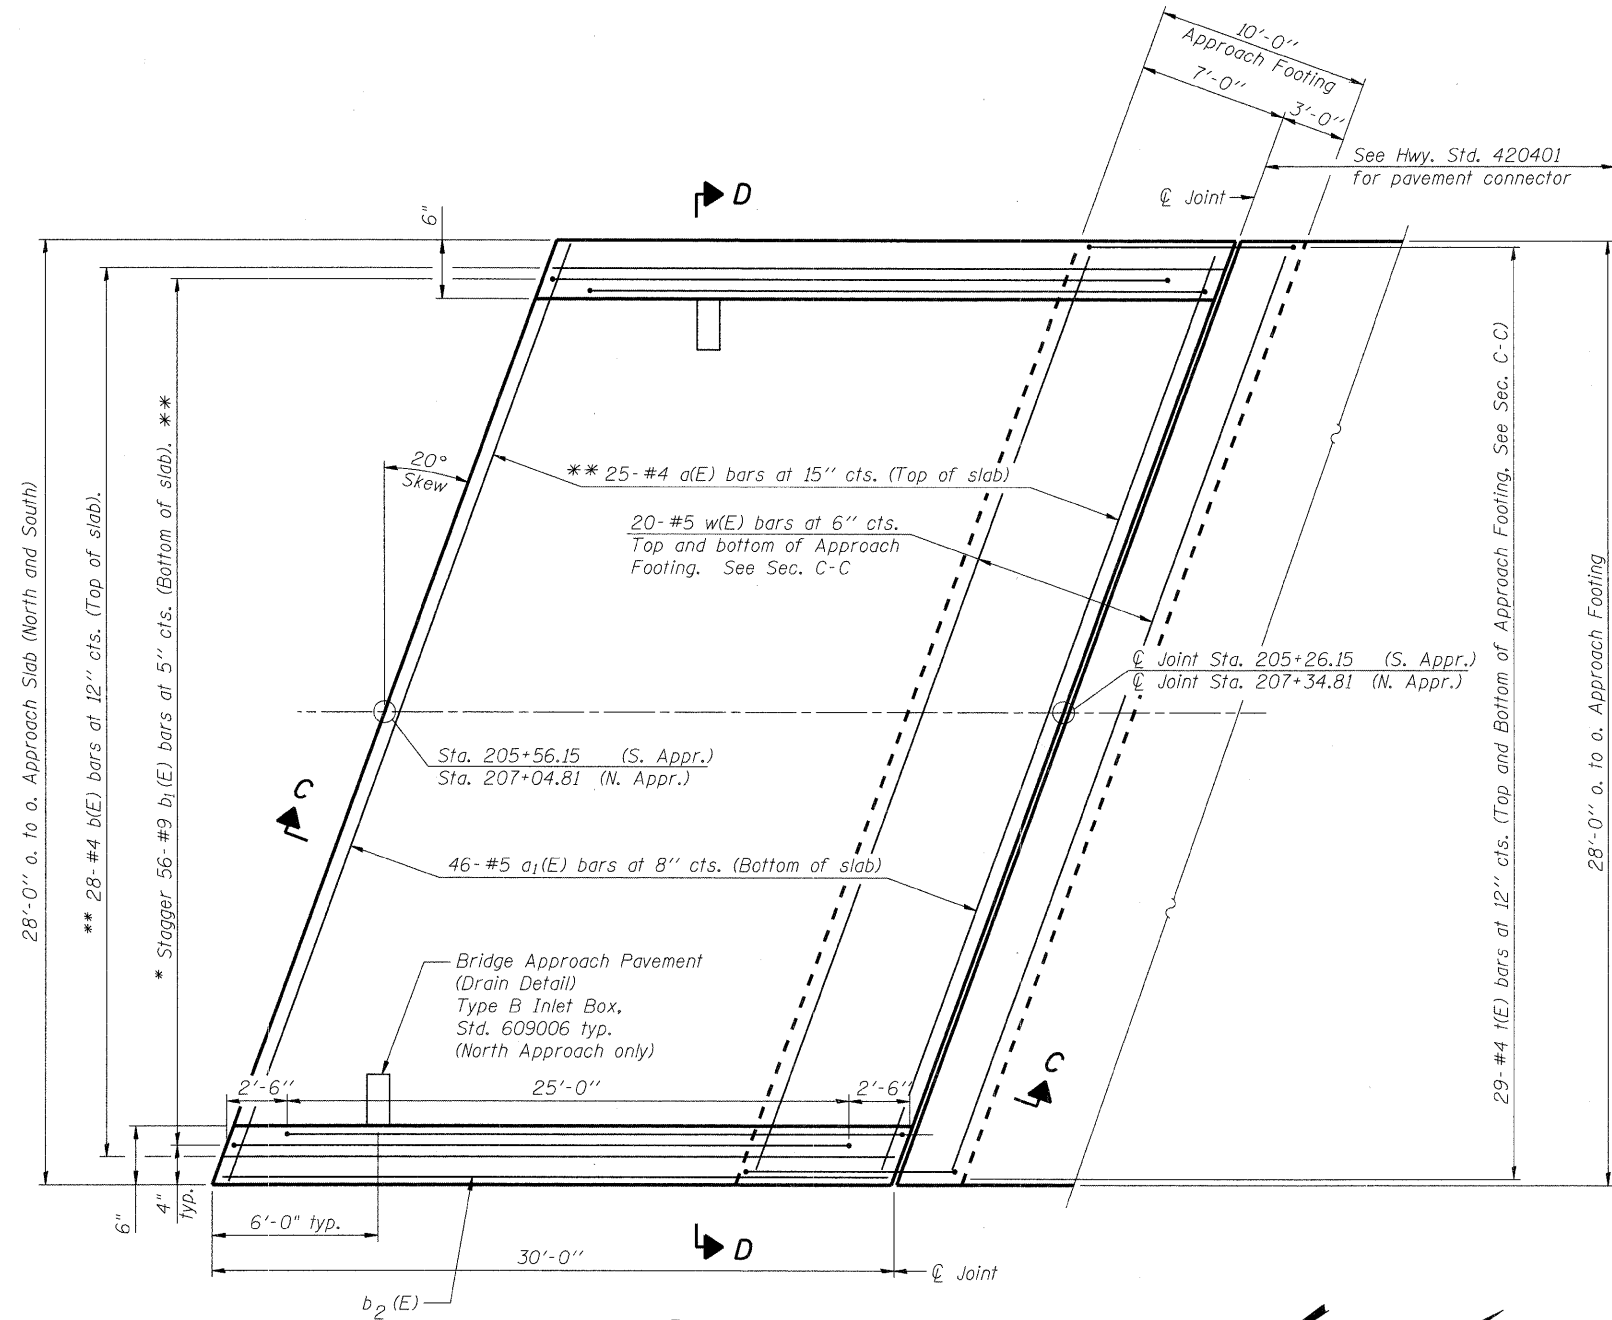 10'-0''
Approach Footing
7'-0''
3'-0''
See Hwy. Std. 420401
for pavement connector
℄ Joint
D
6"
28'-0'' o. to o. Approach Slab (North and South)
** 28-#4 b(E) bars at 12'' cts. (Top of slab).
* Stagger 56-#9 b₁(E) bars at 5'' cts. (Bottom of slab). **
20°
Skew
** 25-#4 a(E) bars at 15'' cts. (Top of slab)
20-#5 w(E) bars at 6'' cts.
Top and bottom of Approach
Footing. See Sec. C-C
29-#4 t(E) bars at 12'' cts. (Top and Bottom of Approach Footing, See Sec. C-C)
28'-0'' o. to o. Approach Footing
℄ Joint Sta. 205+26.15 (S. Appr.)
℄ Joint Sta. 207+34.81 (N. Appr.)
Sta. 205+56.15 (S. Appr.)
Sta. 207+04.81 (N. Appr.)
C
46-#5 a₁(E) bars at 8'' cts. (Bottom of slab)
Bridge Approach Pavement
(Drain Detail)
Type B Inlet Box,
Std. 609006 typ.
(North Approach only)
C
2'-6''
25'-0''
2'-6''
6"
4"
typ.
6'-0" typ.
D
30'-0''
℄ Joint
b₂(E)